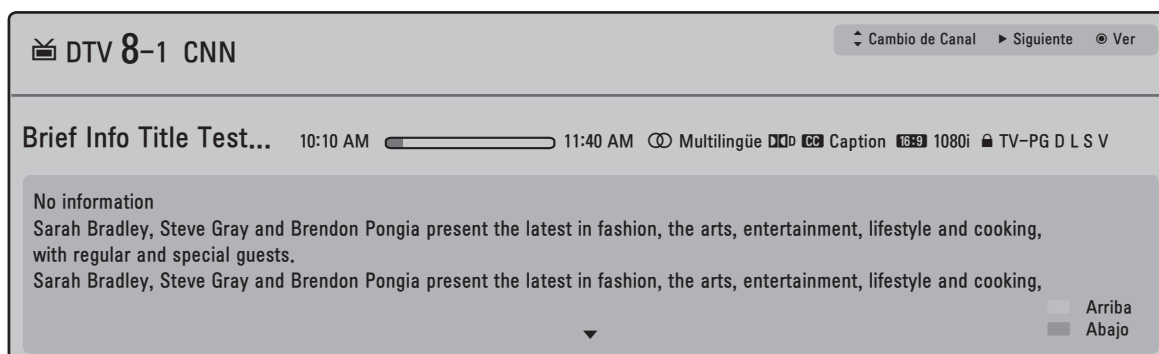 DTV 8-1 CNN
Cambio de Canal Siguiente Ver
Brief Info Title Test... 10:10 AM 11:40 AM Multilingüe DD CC Caption 16:9 1080i TV-PG D L S V
No information
Sarah Bradley, Steve Gray and Brendon Pongia present the latest in fashion, the arts, entertainment, lifestyle and cooking,
with regular and special guests.
Sarah Bradley, Steve Gray and Brendon Pongia present the latest in fashion, the arts, entertainment, lifestyle and cooking,
Arriba
Abajo